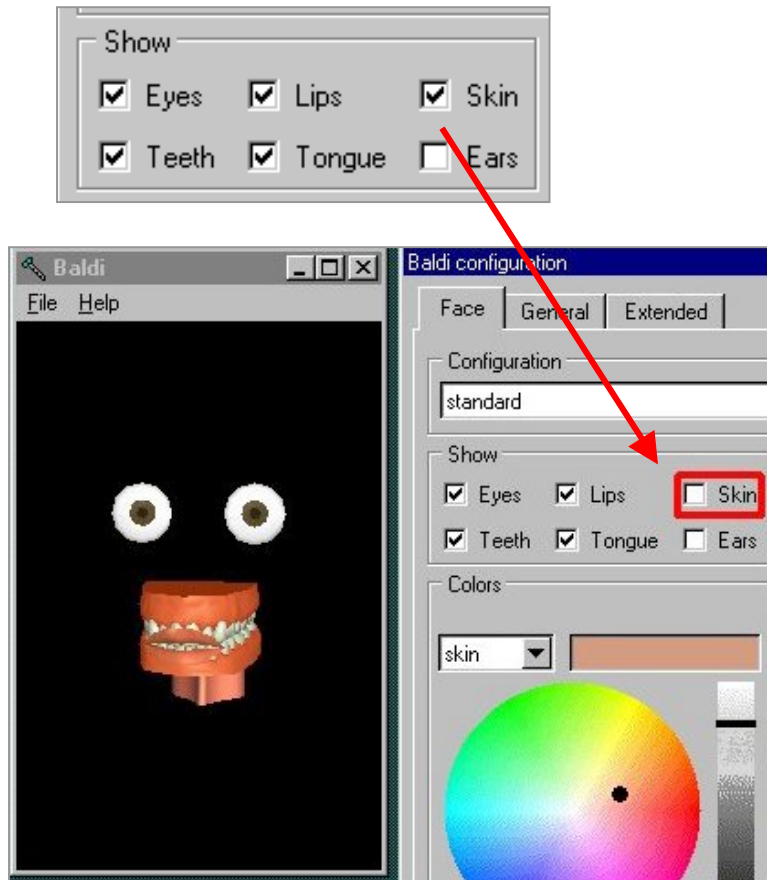 Show
Eyes Lips Skin
Teeth Tongue Ears
Baldi
File Help
Baldi configuration
Face General Extended
Configuration
standard
Show
Eyes Lips Skin
Teeth Tongue Ears
Colors
skin